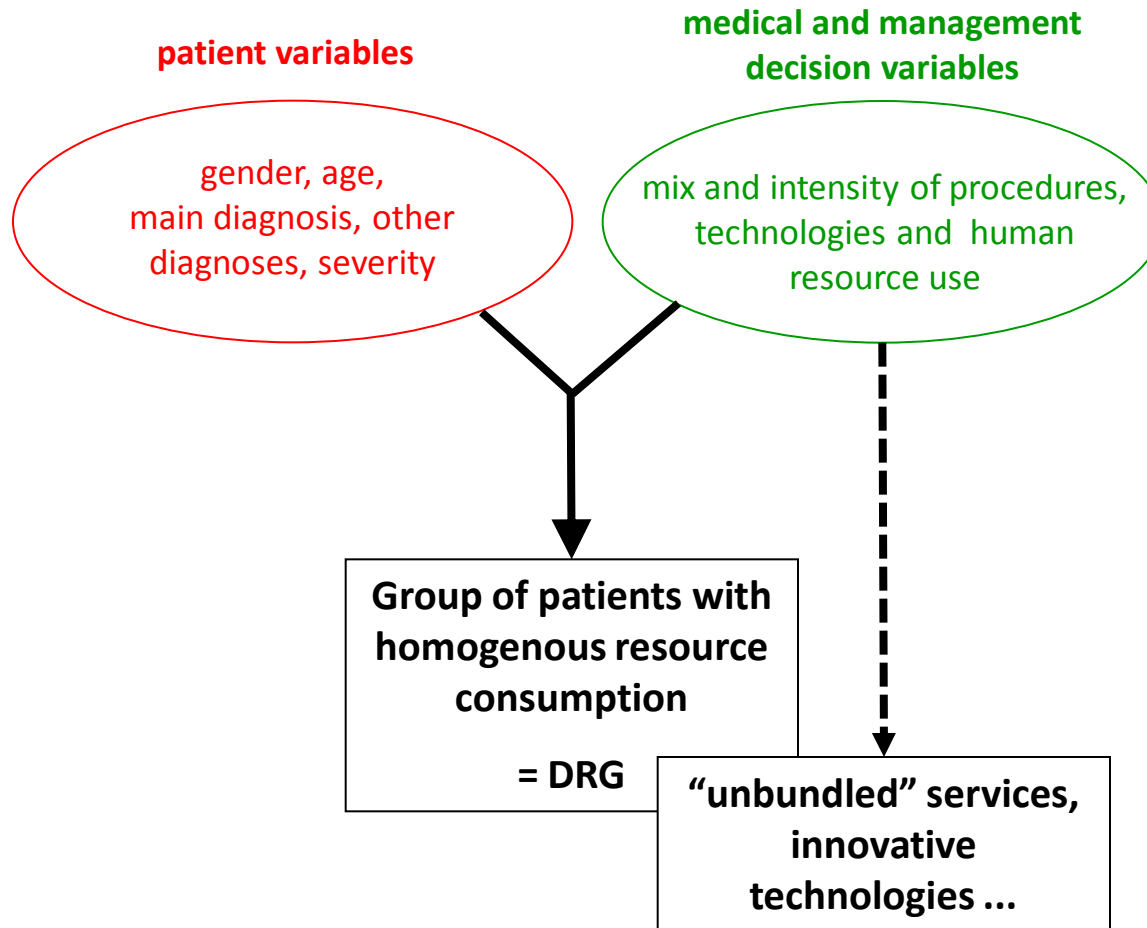 patient variables
medical and management
decision variables
gender, age,
main diagnosis, other
diagnoses, severity
mix and intensity of procedures,
technologies and human
resource use
Group of patients with
homogenous resource
consumption
= DRG
“unbundled” services,
innovative
technologies ...